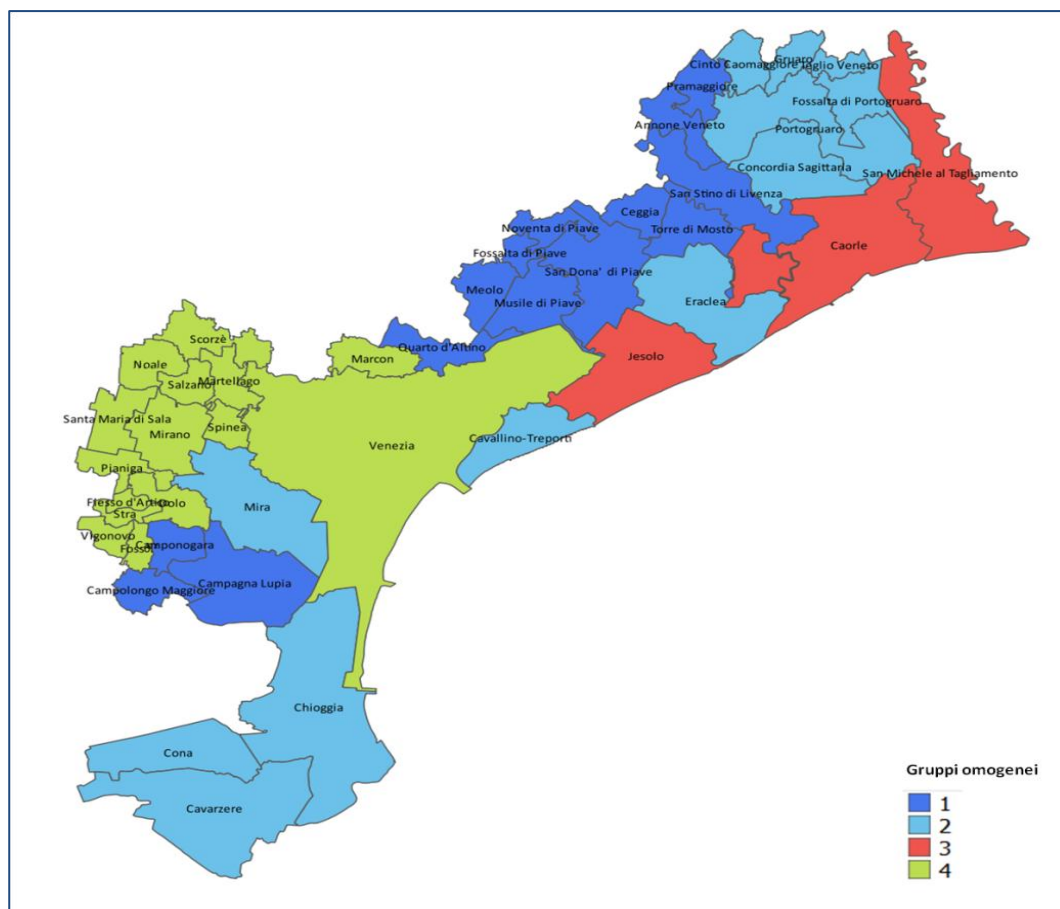 Gruaro
Cinto Caomaggiore
Teglio Veneto
Pramaggiore
Fossalta di Portogruaro
Annone Veneto
Portogruaro
Concordia Sagittaria
San Michele al Tagliamento
San Stino di Livenza
Ceggia
Noventa di Piave
Torre di Mosto
Caorle
Fossalta di Piave
San Dona' di Piave
Meolo
Musile di Piave
Eraclea
Scorzè
Quarto d'Altino
Marcon
Jesolo
Noale
Salzano
Martellago
Santa Maria di Sala
Mirano
Spinea
Venezia
Cavallino-Treporti
Pianiga
Fiesso d'Artico
Dolo
Mira
Stra
Vigonovo
Fossò
Camponogara
Campolongo Maggiore
Campagna Lupia
Chioggia
Cona
Cavarzere
Gruppi omogenei
1
2
3
4